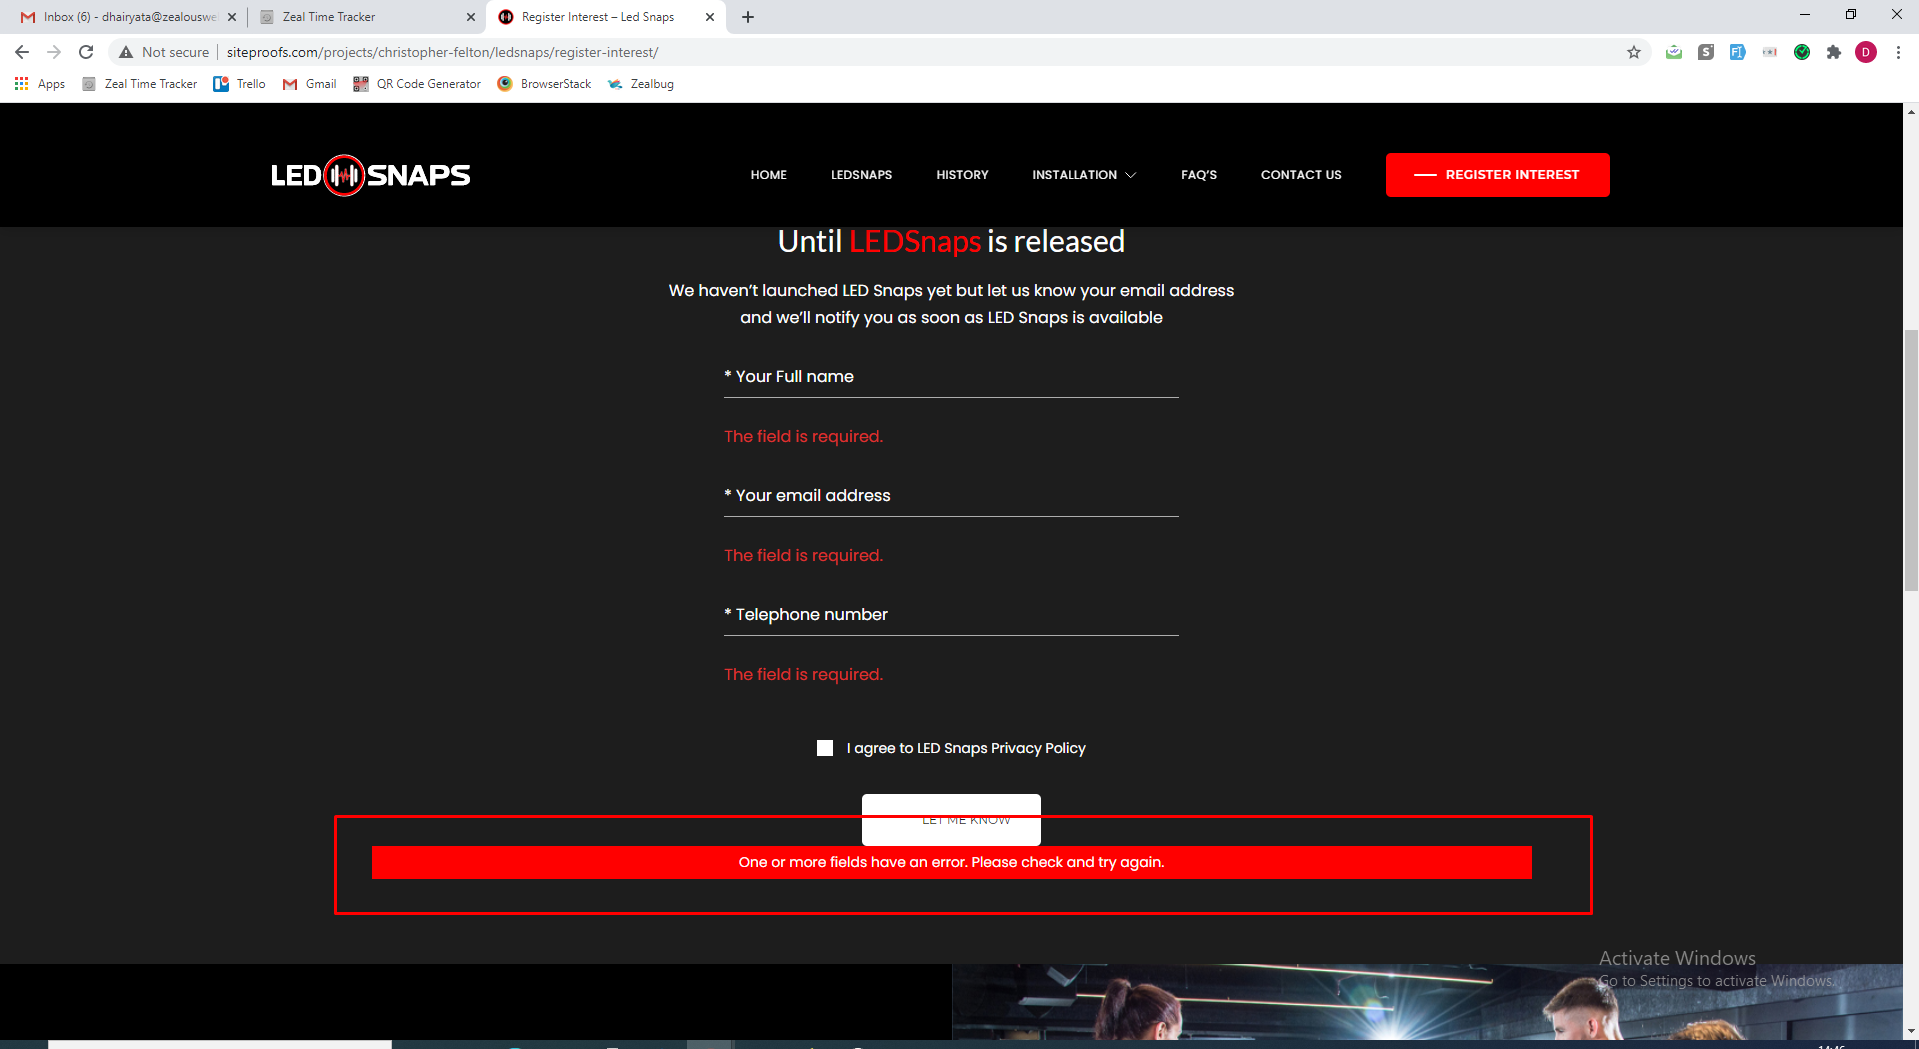 Inbox (6) - dhairyata@zealouswe
Zeal Time Tracker
Register Interest – Led Snaps
Not secure
siteproofs.com/projects/christopher-felton/ledsnaps/register-interest/
D
Apps
Zeal Time Tracker
Trello
Gmail
QR Code Generator
BrowserStack
Zealbug
LED SNAPS
HOME
LEDSNAPS
HISTORY
INSTALLATION
FAQ'S
CONTACT US
REGISTER INTEREST
Until LEDSnaps is released
We haven't launched LED Snaps yet but let us know your email address
and we'll notify you as soon as LED Snaps is available
* Your Full name
The field is required.
* Your email address
The field is required.
* Telephone number
The field is required.
I agree to LED Snaps Privacy Policy
LET ME KNOW
One or more fields have an error. Please check and try again.
Activate Windows
Go to Settings to activate Windows.